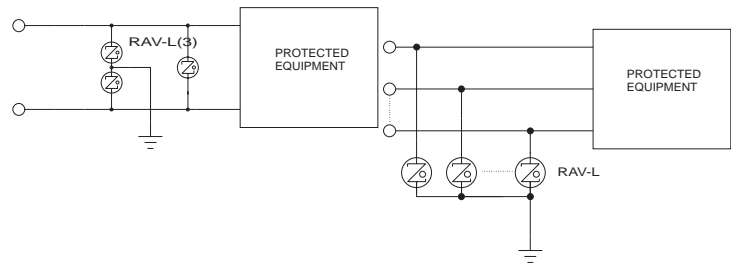 RAV-L(3)
PROTECTED
EQUIPMENT
PROTECTED
EQUIPMENT
RAV-L